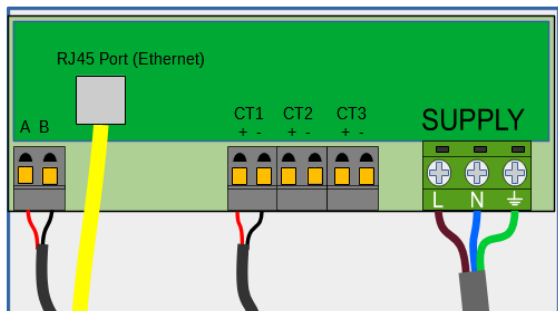 RJ45 Port (Ethernet)
A B
CT1 CT2 CT3
+ - + - + -
SUPPLY
L N